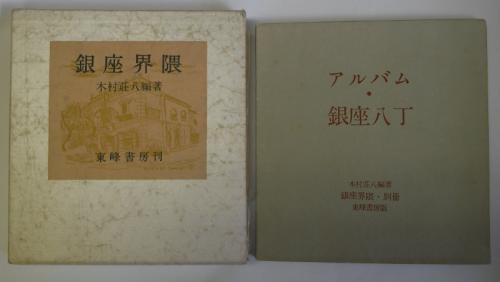 銀座界隈
木村荘八編著
東峰書房刊
アルバム
・
銀座八丁
木村荘八編著
銀座界隈・別冊
東峰書房版